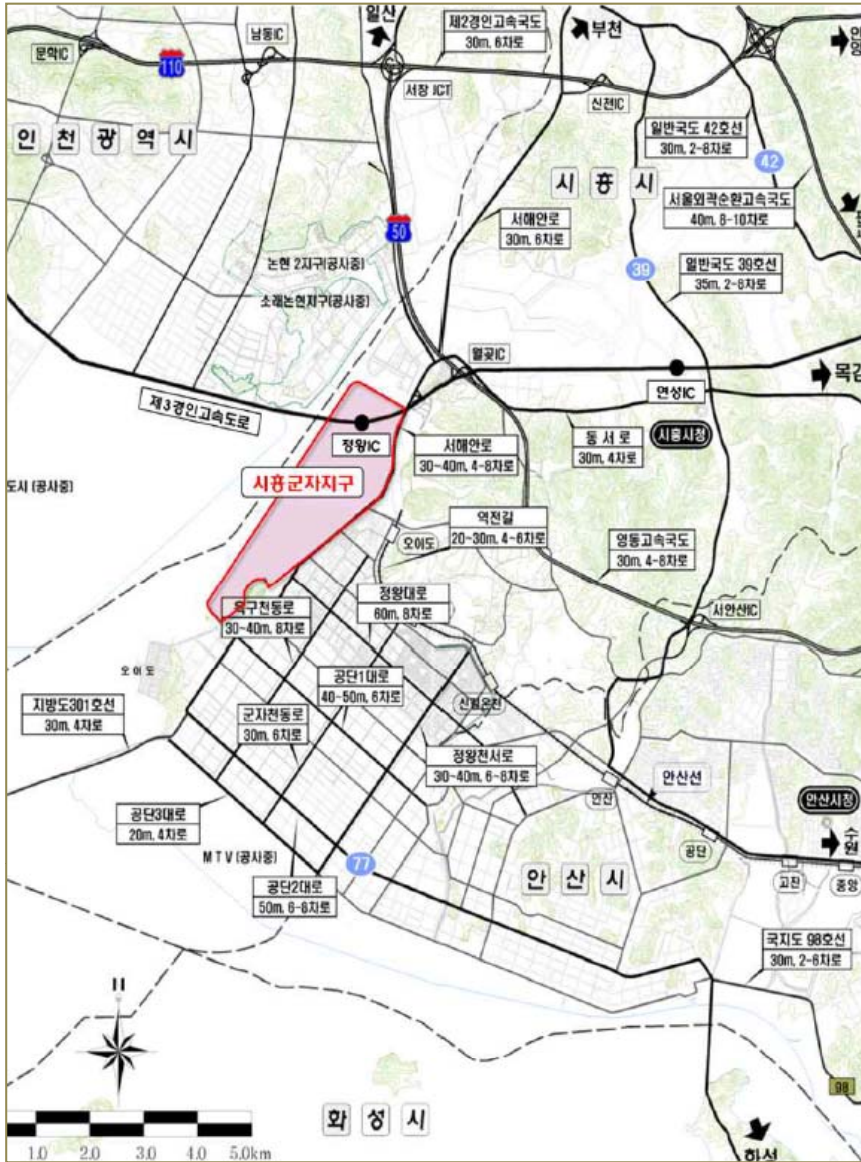 일산
제2경인고속국도
30m, 6차로
부천
문학IC
남동IC
110
서창 JCT
신천IC
인천광역시
일반국도 42호선
30m, 2-8차로
42
시흥시
서울외곽순환고속국도
40m, 8-10차로
서해안로
30m, 6차로
50
39
일반국도 39호선
35m, 2-8차로
논현 2지구(공사중)
소래논현지구(공사중)
월곶IC
연성IC
목감
제3경인고속도로
정왕IC
서해안로
30~40m, 4-8차로
동서로
30m, 4차로
시흥시청
시흥군자지구
도시 (공사중)
역전길
20~30m, 4~6차로
오이도
영동고속국도
30m, 4-8차로
정왕대로
60m, 8차로
서안산IC
옥구천동로
30~40m, 8차로
오이도
공단1대로
40~50m, 6차로
신길온천
지방도301호선
30m, 4차로
군자천동로
30m, 6차로
정왕천서로
30~40m, 6~8차로
안산
안산선
안산시청
수원
공단3대로
20m, 4차로
공단
MTV (공사중)
77
고잔
중앙
공단2대로
50m, 6-8차로
안산시
국지도 98호선
30m, 2-6차로
98
화성시
화성
1.0 2.0 3.0 4.0 5.0km